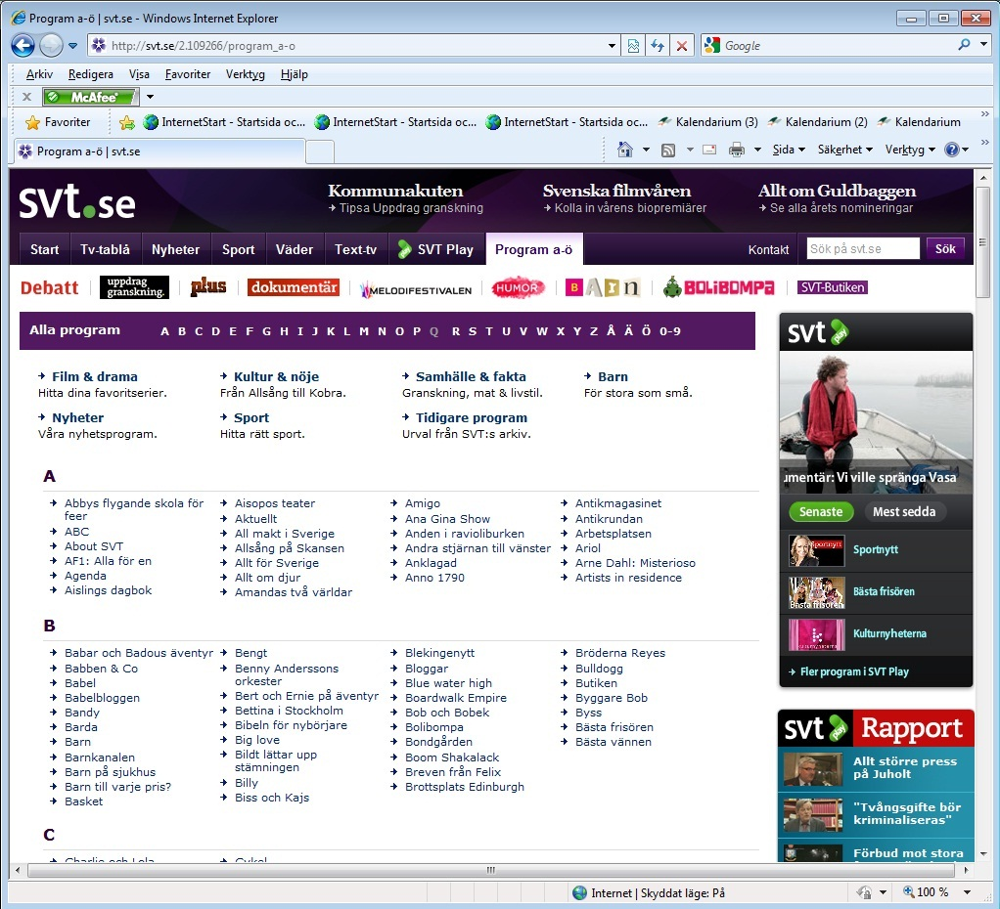 Program a-ö | svt.se - Windows Internet Explorer
http://svt.se/2.109266/program_a-o
Google
Arkiv Redigera Visa Favoriter Verktyg Hjälp
x McAfee
Favoriter InternetStart - Startsida oc... InternetStart - Startsida oc... InternetStart - Startsida oc... Kalendarium (3) Kalendarium (2) Kalendarium »
Program a-ö | svt.se
Sida Säkerhet Verktyg »
svt.se
Kommunakuten
Tipsa Uppdrag granskning
Svenska filmvåren
Kolla in vårens biopremiärer
Allt om Guldbaggen
Se alla årets nomineringar
Start Tv-tablå Nyheter Sport Väder Text-tv SVT Play Program a-ö Kontakt Sök på svt.se Sök
Debatt uppdrag granskning. plus dokumentär MELODIFESTIVALEN HUMOR BARN BOLIBOMPA SVT-Butiken
Alla program A B C D E F G H I J K L M N O P Q R S T U V W X Y Z Å Ä Ö 0-9
Film & drama
Hitta dina favoritserier.
Kultur & nöje
Från Allsång till Kobra.
Samhälle & fakta
Granskning, mat & livstil.
Barn
För stora som små.
Nyheter
Våra nyhetsprogram.
Sport
Hitta rätt sport.
Tidigare program
Urval från SVT:s arkiv.
A
Abbys flygande skola för
feer
ABC
About SVT
AF1: Alla för en
Agenda
Aislings dagbok
Aisopos teater
Aktuellt
All makt i Sverige
Allsång på Skansen
Allt för Sverige
Allt om djur
Amandas två världar
Amigo
Ana Gina Show
Anden i ravioliburken
Andra stjärnan till vänster
Anklagad
Anno 1790
Antikmagasinet
Antikrundan
Arbetsplatsen
Ariol
Arne Dahl: Misterioso
Artists in residence
B
Babar och Badous äventyr
Babben & Co
Babel
Babelbloggen
Bandy
Barda
Barn
Barnkanalen
Barn på sjukhus
Barn till varje pris?
Basket
Bengt
Benny Anderssons
orkester
Bert och Ernie på äventyr
Bettina i Stockholm
Bibeln för nybörjare
Big love
Bildt lättar upp
stämningen
Billy
Biss och Kajs
Blekingenytt
Bloggar
Blue water high
Boardwalk Empire
Bob och Bobek
Bolibompa
Bondgården
Boom Shakalack
Breven från Felix
Brottsplats Edinburgh
Bröderna Reyes
Bulldogg
Butiken
Byggare Bob
Byss
Bästa frisören
Bästa vännen
C
Charlie och Lola
Cykel
svt play
umentär: Vi ville spränga Vasa
Senaste Mest sedda
Sportnytt
Sportnytt
Bästa frisören
Bästa frisören
KULTURNYHETERNA
Kulturnyheterna
Fler program i SVT Play
svt play Rapport
Allt större press
på Juholt
"Tvångsgifte bör
kriminaliseras"
Förbud mot stora
Internet | Skyddat läge: På
100 %